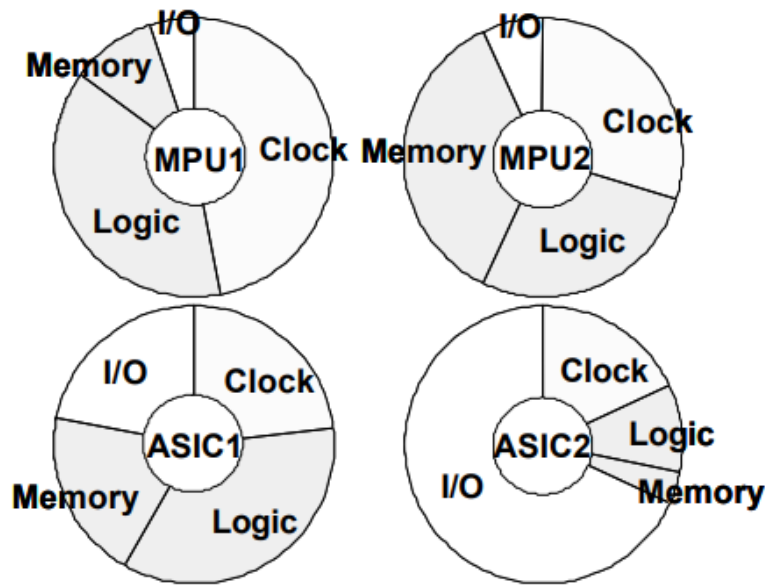 I/O
Memory
Clock
MPU1
Logic
I/O
Clock
Memory
MPU2
Logic
I/O
Clock
ASIC1
Memory
Logic
Clock
Logic
ASIC2
I/O
Memory